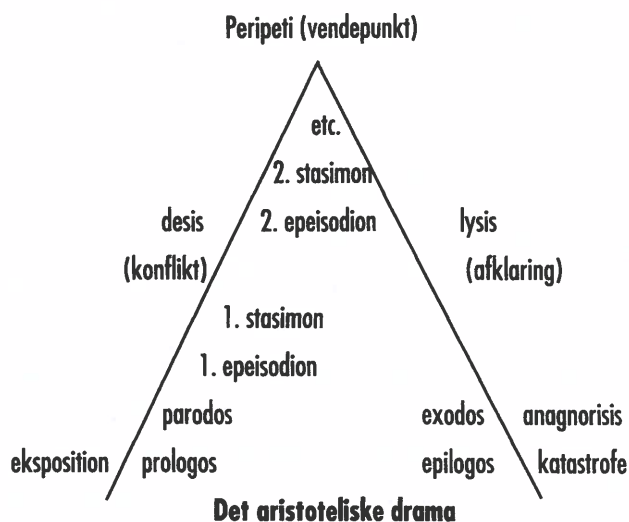 Peripeti (vendepunkt)
etc.
2. stasimon
desis 2. epeisodion lysis
(konflikt) (afklaring)
1. stasimon
1. epeisodion
parodos exodos anagnorisis
eksposition prologos epilogos katastrofe
Det aristoteliske drama